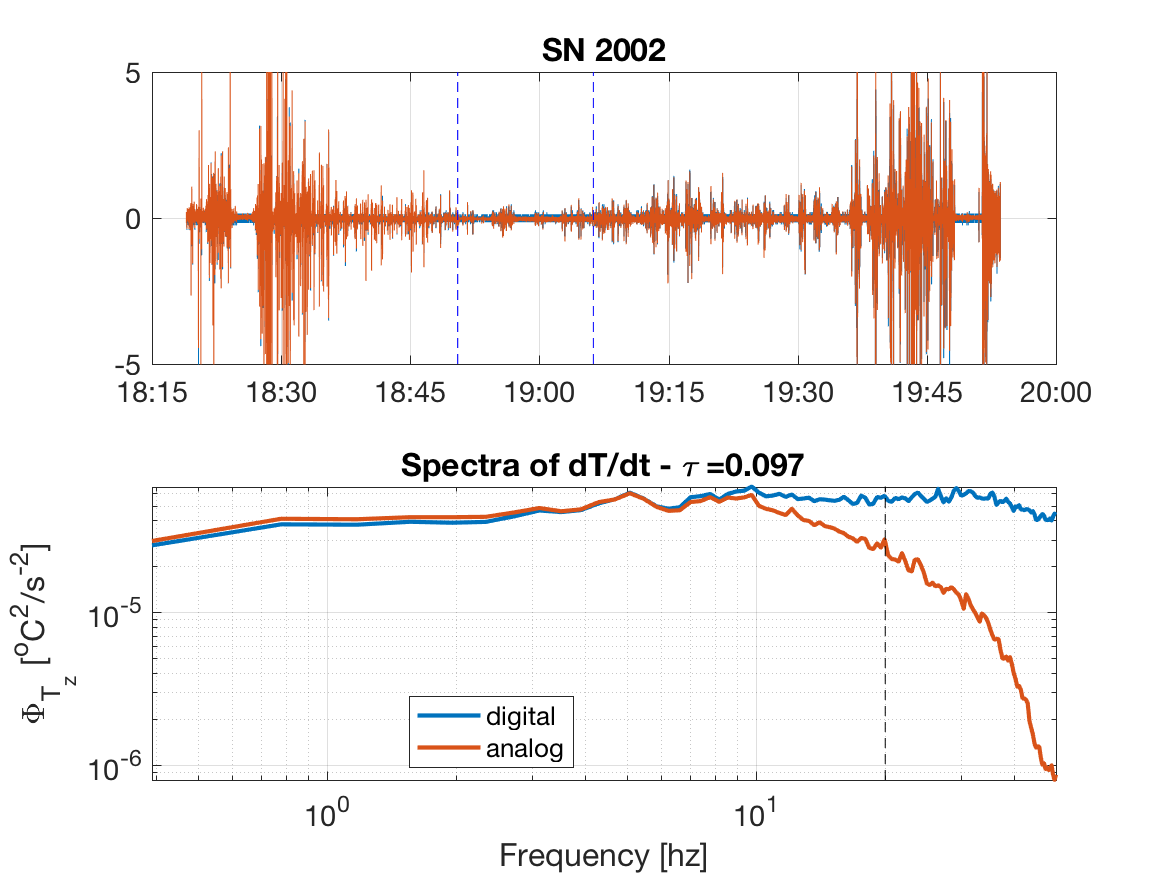 SN 2002
5
0
-5
18:15 18:30 18:45 19:00 19:15 19:30 19:45 20:00
Spectra of dT/dt - τ =0.097
Φ_{T_z} [°C²/s⁻²]
10⁻⁵
10⁻⁶
digital
analog
10⁰ 10¹
Frequency [hz]